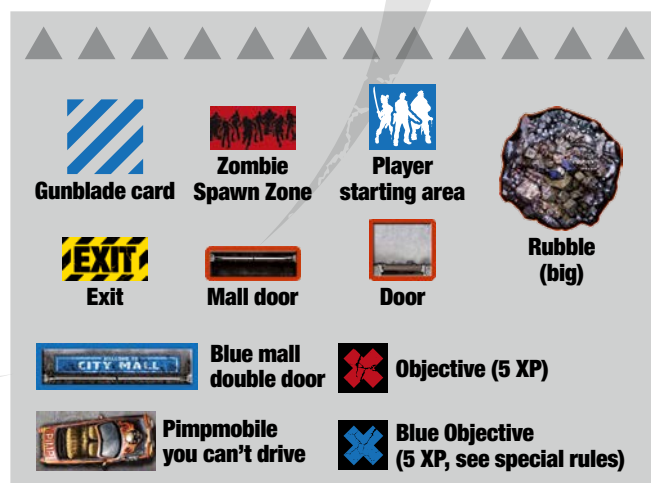 Gunblade card
Zombie
Spawn Zone
Player
starting area
Rubble
(big)
EXIT
Exit
Mall door
Door
CITY MALL
Blue mall
double door
Objective (5 XP)
PIMP
Pimpmobile
you can't drive
Blue Objective
(5 XP, see special rules)